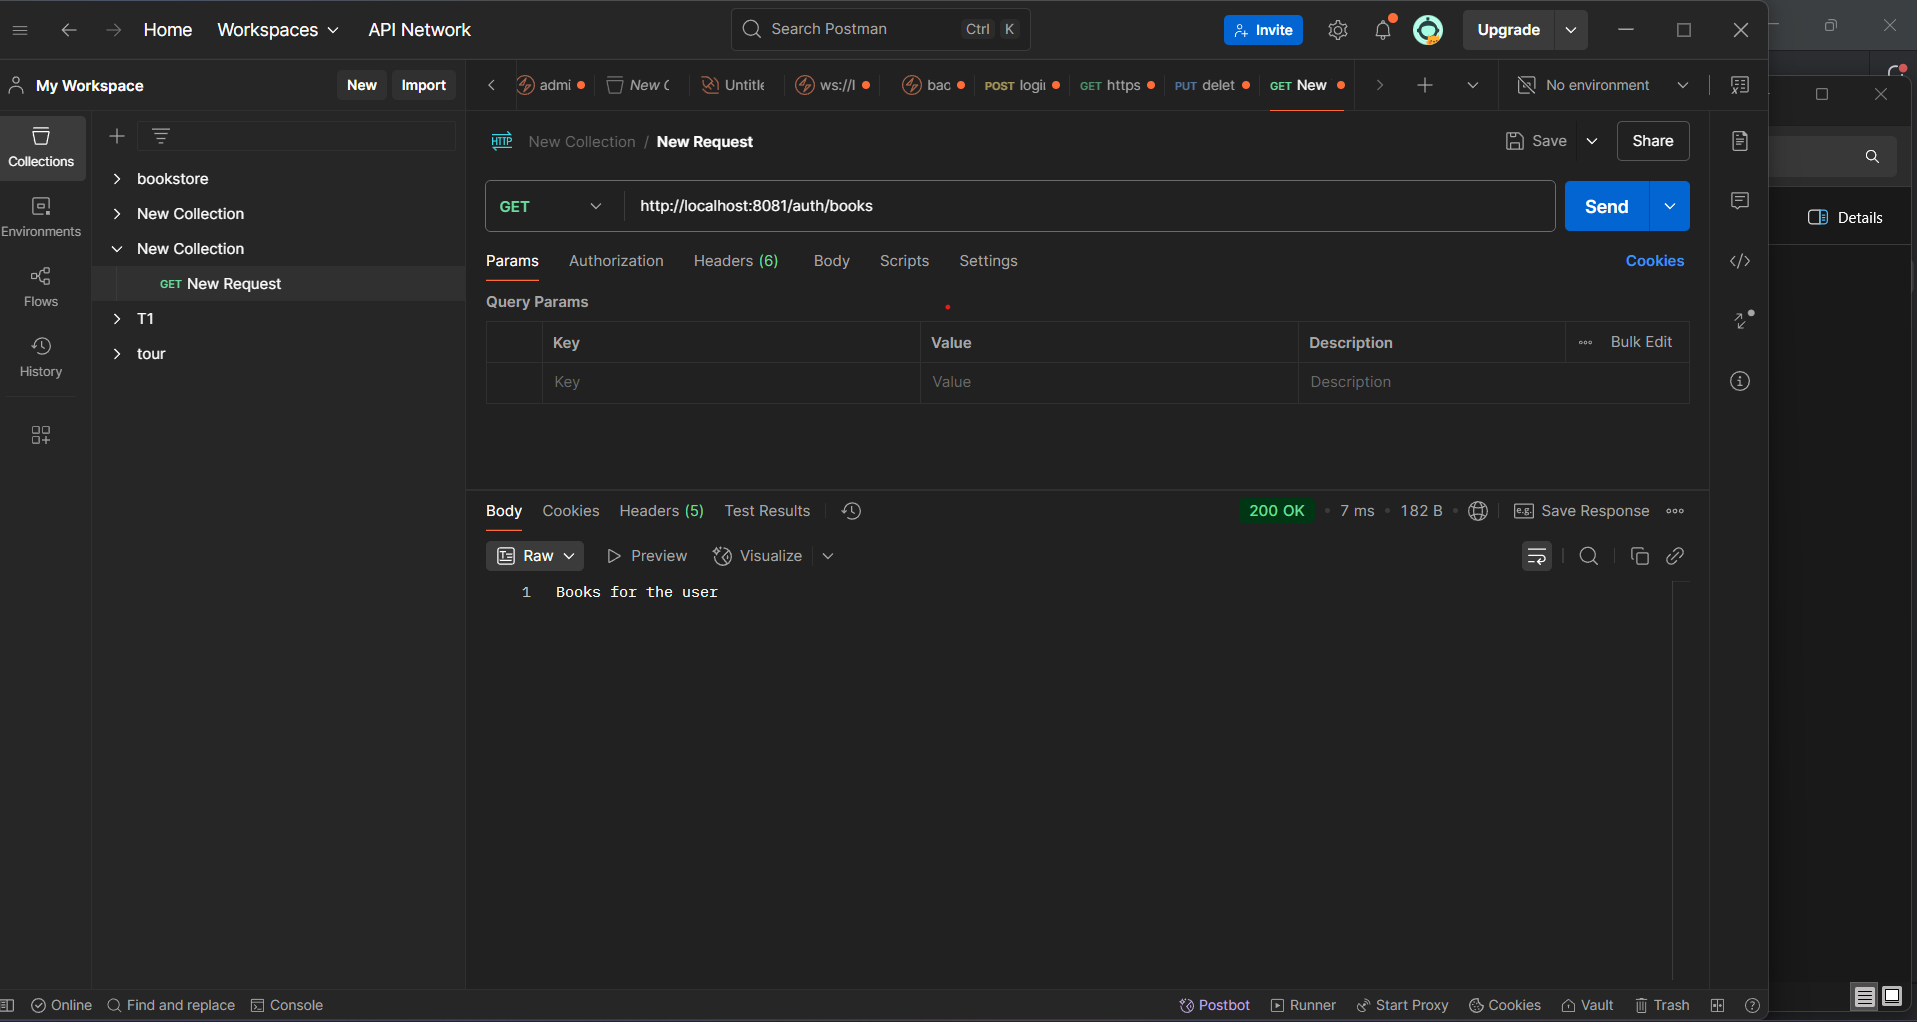 Home Workspaces API Network Search Postman Ctrl K Invite Upgrade
My Workspace New Import
admi New C Untitle ws://l bac POST logi GET https PUT delet GET New No environment
Collections
Environments
Flows
History
bookstore
New Collection
New Collection
GET New Request
T1
tour
HTTP New Collection / New Request Save Share
GET http://localhost:8081/auth/books Send
Params Authorization Headers (6) Body Scripts Settings Cookies
Query Params
Key Value Description Bulk Edit
Key Value Description
Body Cookies Headers (5) Test Results 200 OK • 7 ms • 182 B • e.g. Save Response
Raw Preview Visualize
1 Books for the user
Online Find and replace Console Postbot Runner Start Proxy Cookies Vault Trash
Details